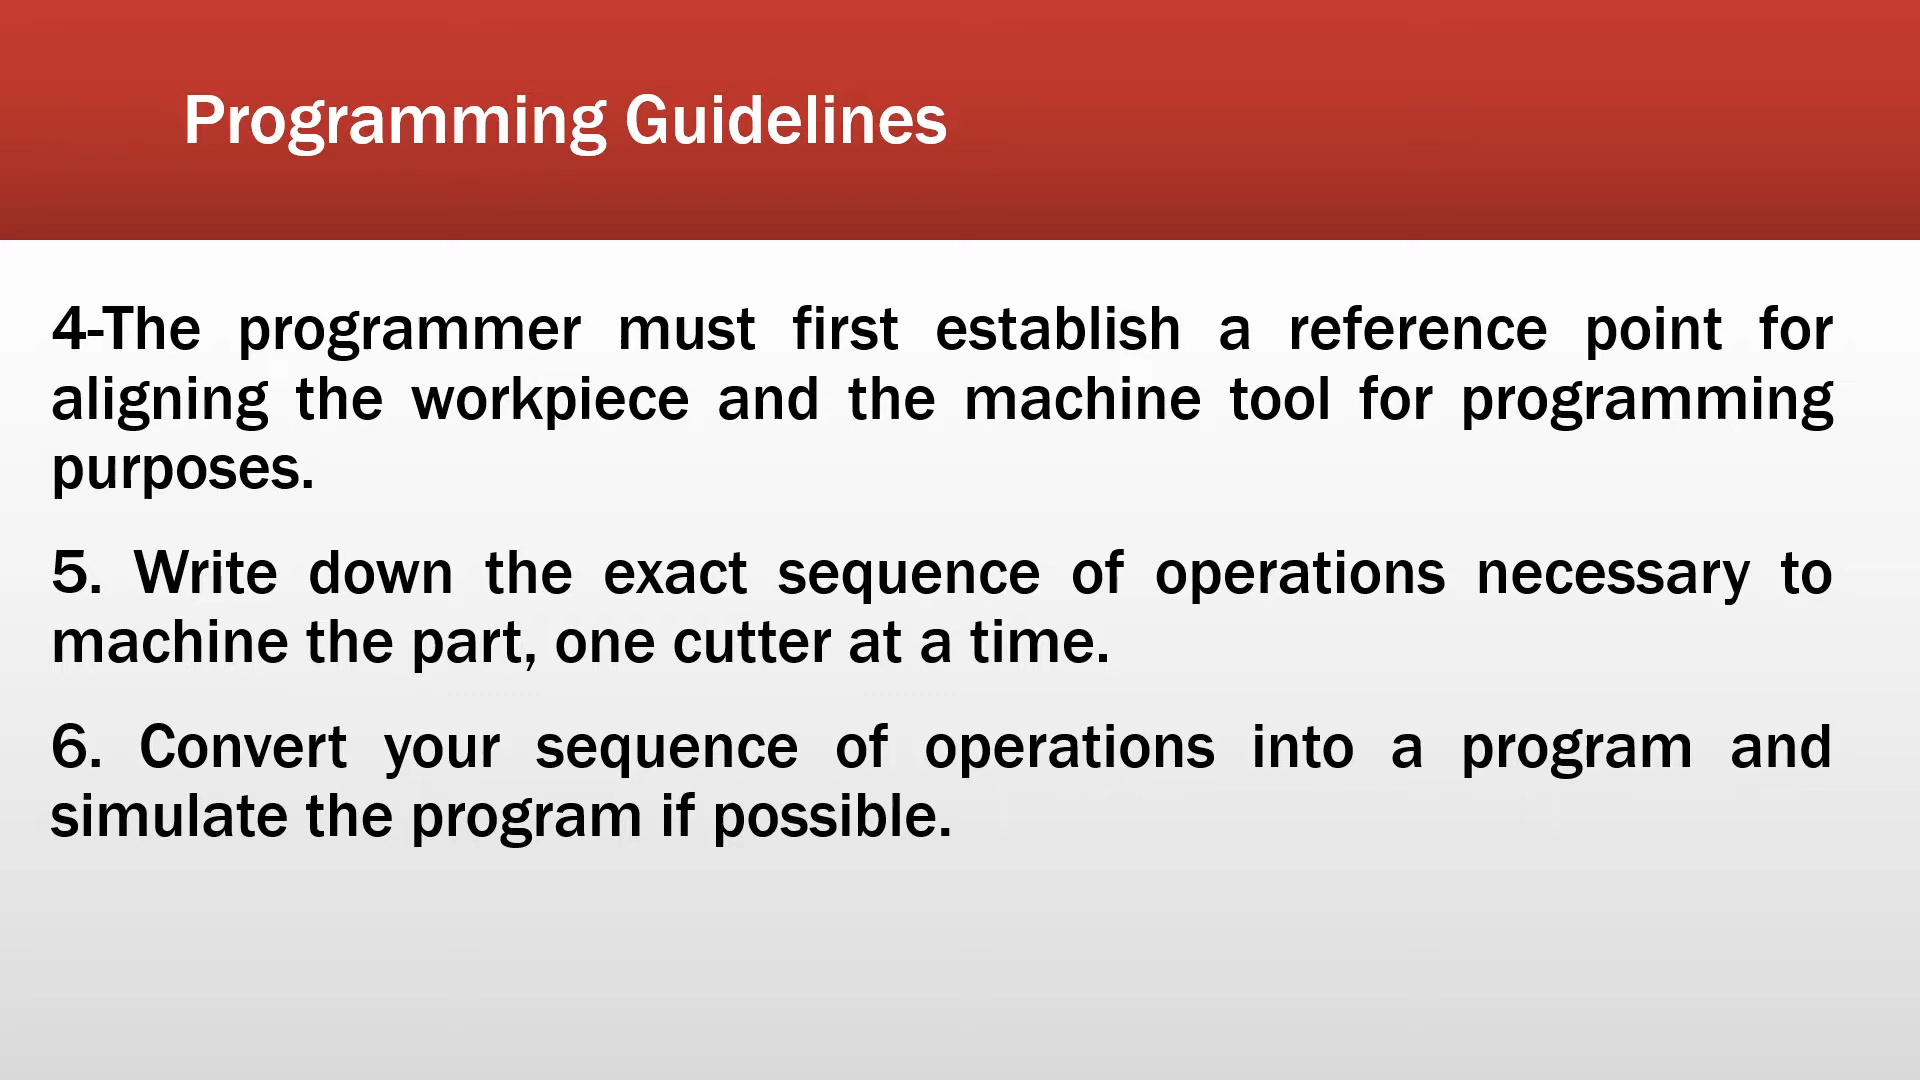 Programming Guidelines
4-The programmer must first establish a reference point for
aligning the workpiece and the machine tool for programming
purposes.
5. Write down the exact sequence of operations necessary to
machine the part, one cutter at a time.
6. Convert your sequence of operations into a program and
simulate the program if possible.